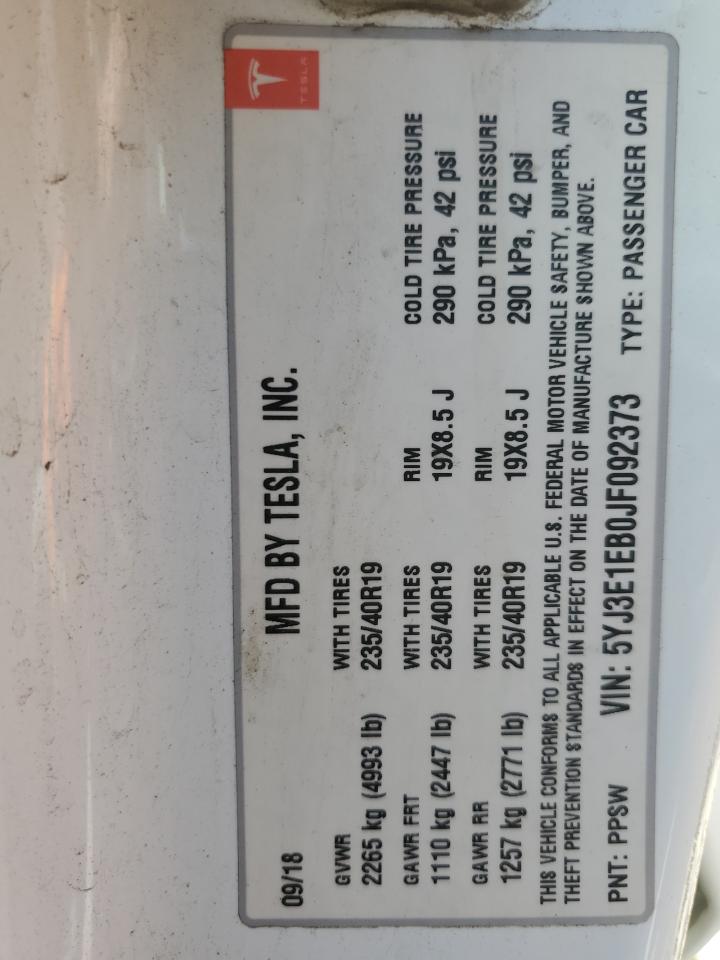 TESLA
MFD BY TESLA, INC.
09/18
GVWR WITH TIRES
2265 kg (4993 lb) 235/40R19
GAWR FRT WITH TIRES RIM COLD TIRE PRESSURE
1110 kg (2447 lb) 235/40R19 19X8.5 J 290 kPa, 42 psi
GAWR RR WITH TIRES RIM COLD TIRE PRESSURE
1257 kg (2771 lb) 235/40R19 19X8.5 J 290 kPa, 42 psi
THIS VEHICLE CONFORMS TO ALL APPLICABLE U.S. FEDERAL MOTOR VEHICLE SAFETY, BUMPER, AND
THEFT PREVENTION STANDARDS IN EFFECT ON THE DATE OF MANUFACTURE SHOWN ABOVE.
PNT: PPSW VIN: 5YJ3E1EB0JF092373 TYPE: PASSENGER CAR